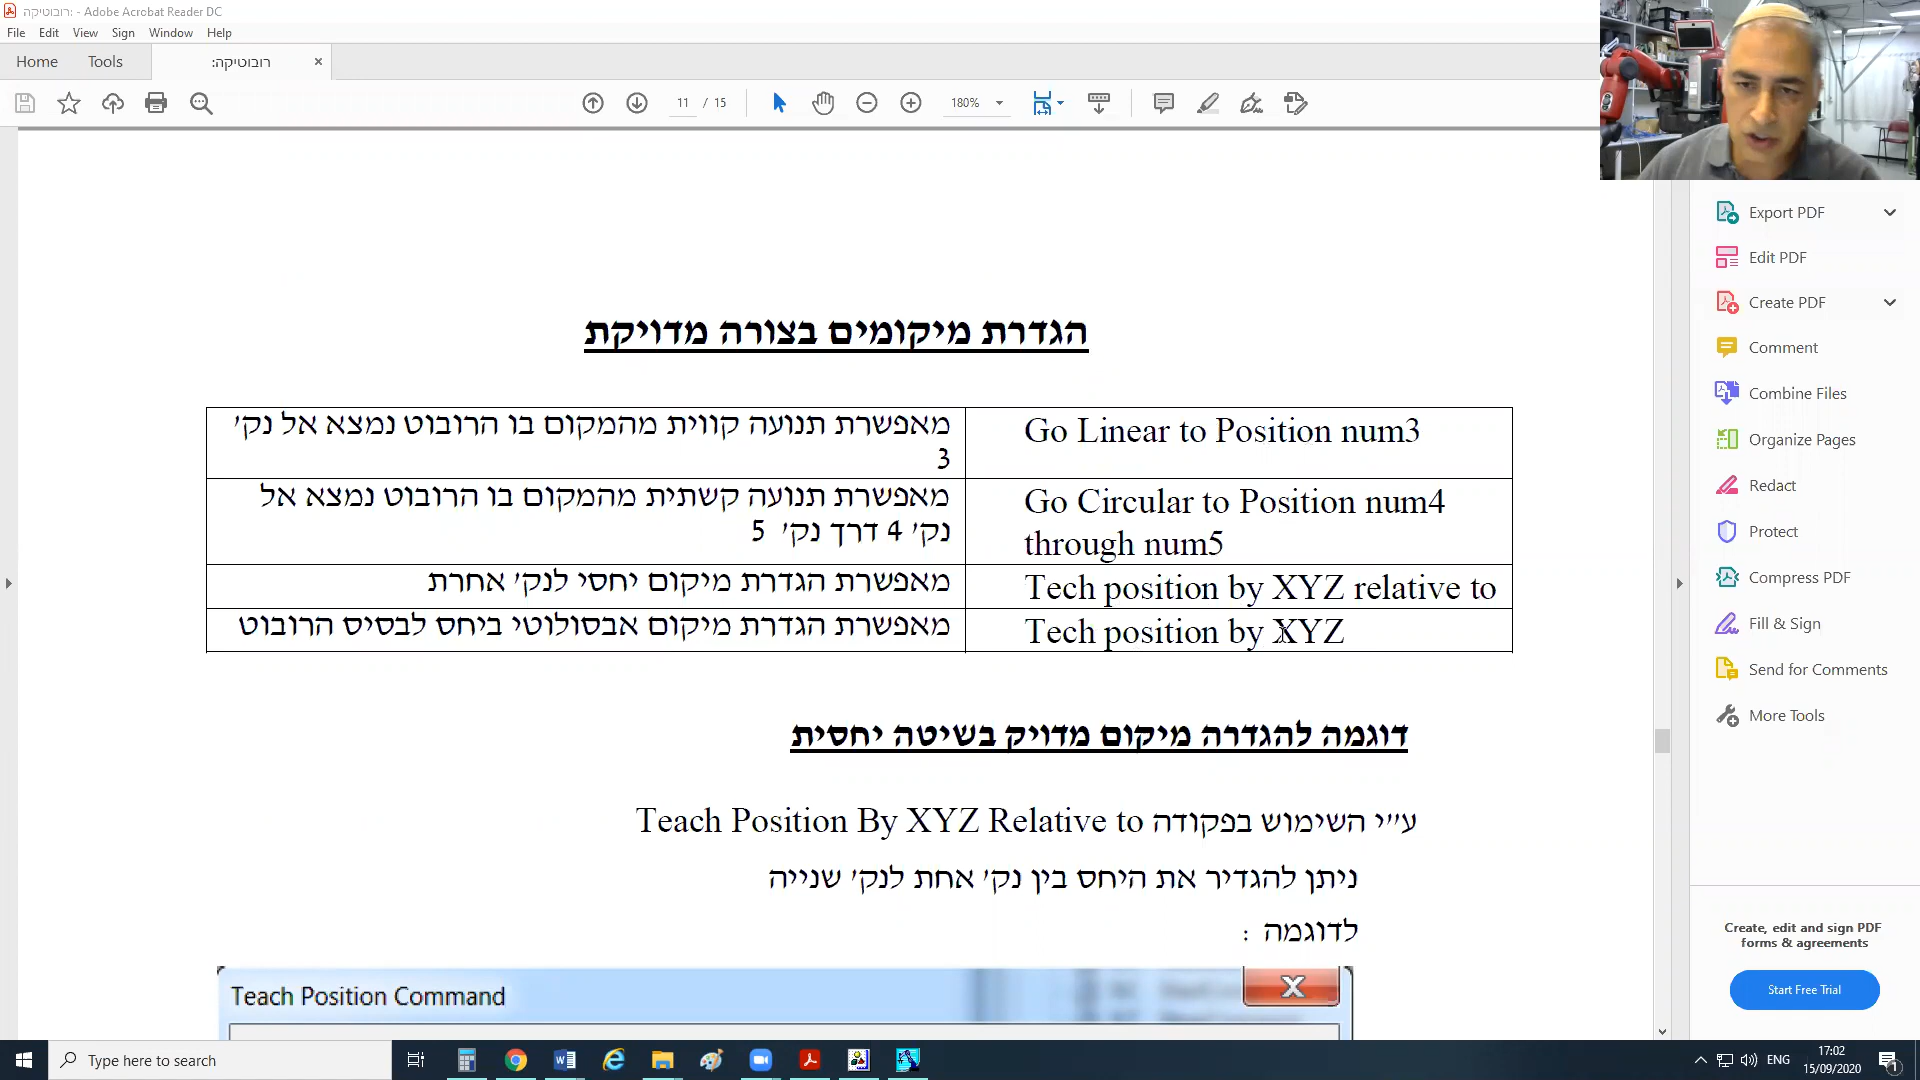 רובוטיקה: - Adobe Acrobat Reader DC
File Edit View Sign Window Help
Home Tools רובוטיקה: ×
11 / 15 180%
הגדרת מיקומים בצורה מדויקת
Go Linear to Position num3
מאפשרת תנועה קווית מהמקום בו הרובוט נמצא אל נק׳
3
Go Circular to Position num4
through num5
מאפשרת תנועה קשתית מהמקום בו הרובוט נמצא אל
נק׳ 4 דרך נק׳ 5
Tech position by XYZ relative to
מאפשרת הגדרת מיקום יחסי לנק׳ אחרת
Tech position by XYZ
מאפשרת הגדרת מיקום אבסולוטי ביחס לבסיס הרובוט
דוגמה להגדרה מיקום מדויק בשיטה יחסית
ע״י השימוש בפקודה Teach Position By XYZ Relative to
ניתן להגדיר את היחס בין נק׳ אחת לנק׳ שנייה
לדוגמה :
Teach Position Command
X
Export PDF
Edit PDF
Create PDF
Comment
Combine Files
Organize Pages
Redact
Protect
Compress PDF
Fill & Sign
Send for Comments
More Tools
Create, edit and sign PDF
forms & agreements
Start Free Trial
Type here to search
ENG
17:02
15/09/2020
1